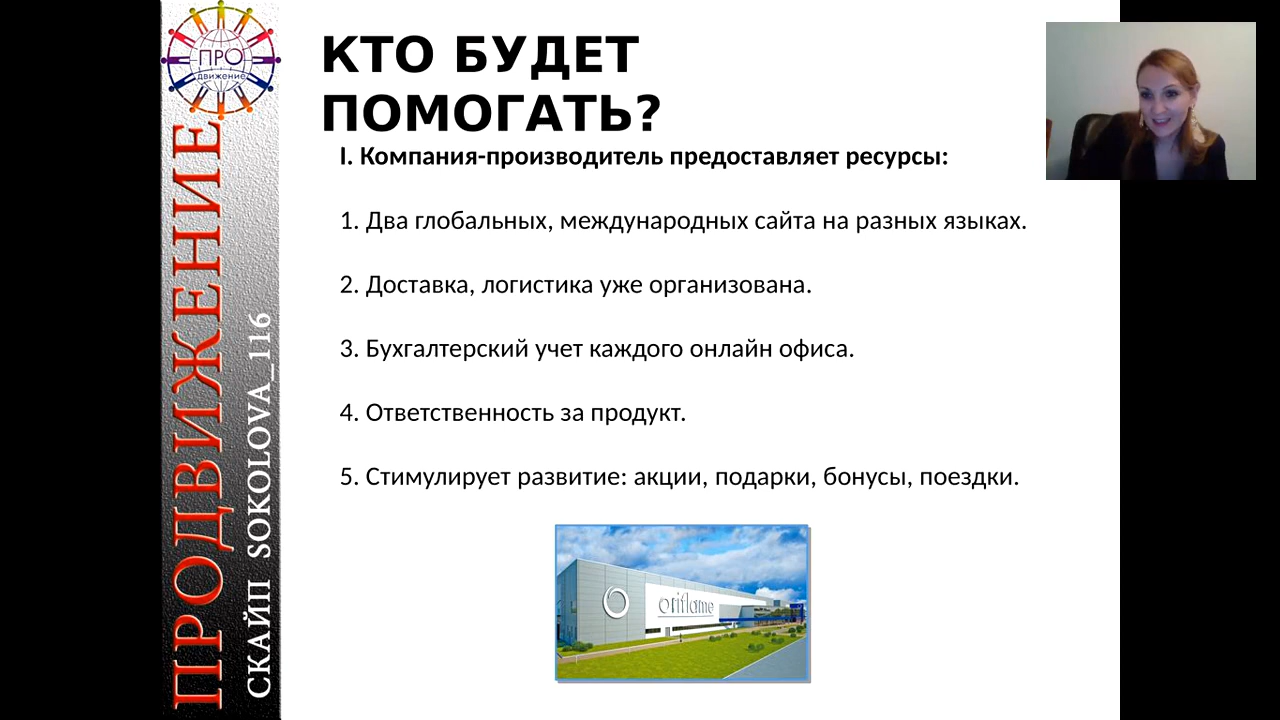 ПРО
движение
ПРОДВИЖЕНИЕ
СКАЙП SOKOLOVA_116
КТО БУДЕТ
ПОМОГАТЬ?
I. Компания-производитель предоставляет ресурсы:
1. Два глобальных, международных сайта на разных языках.
2. Доставка, логистика уже организована.
3. Бухгалтерский учет каждого онлайн офиса.
4. Ответственность за продукт.
5. Стимулирует развитие: акции, подарки, бонусы, поездки.
oriflame